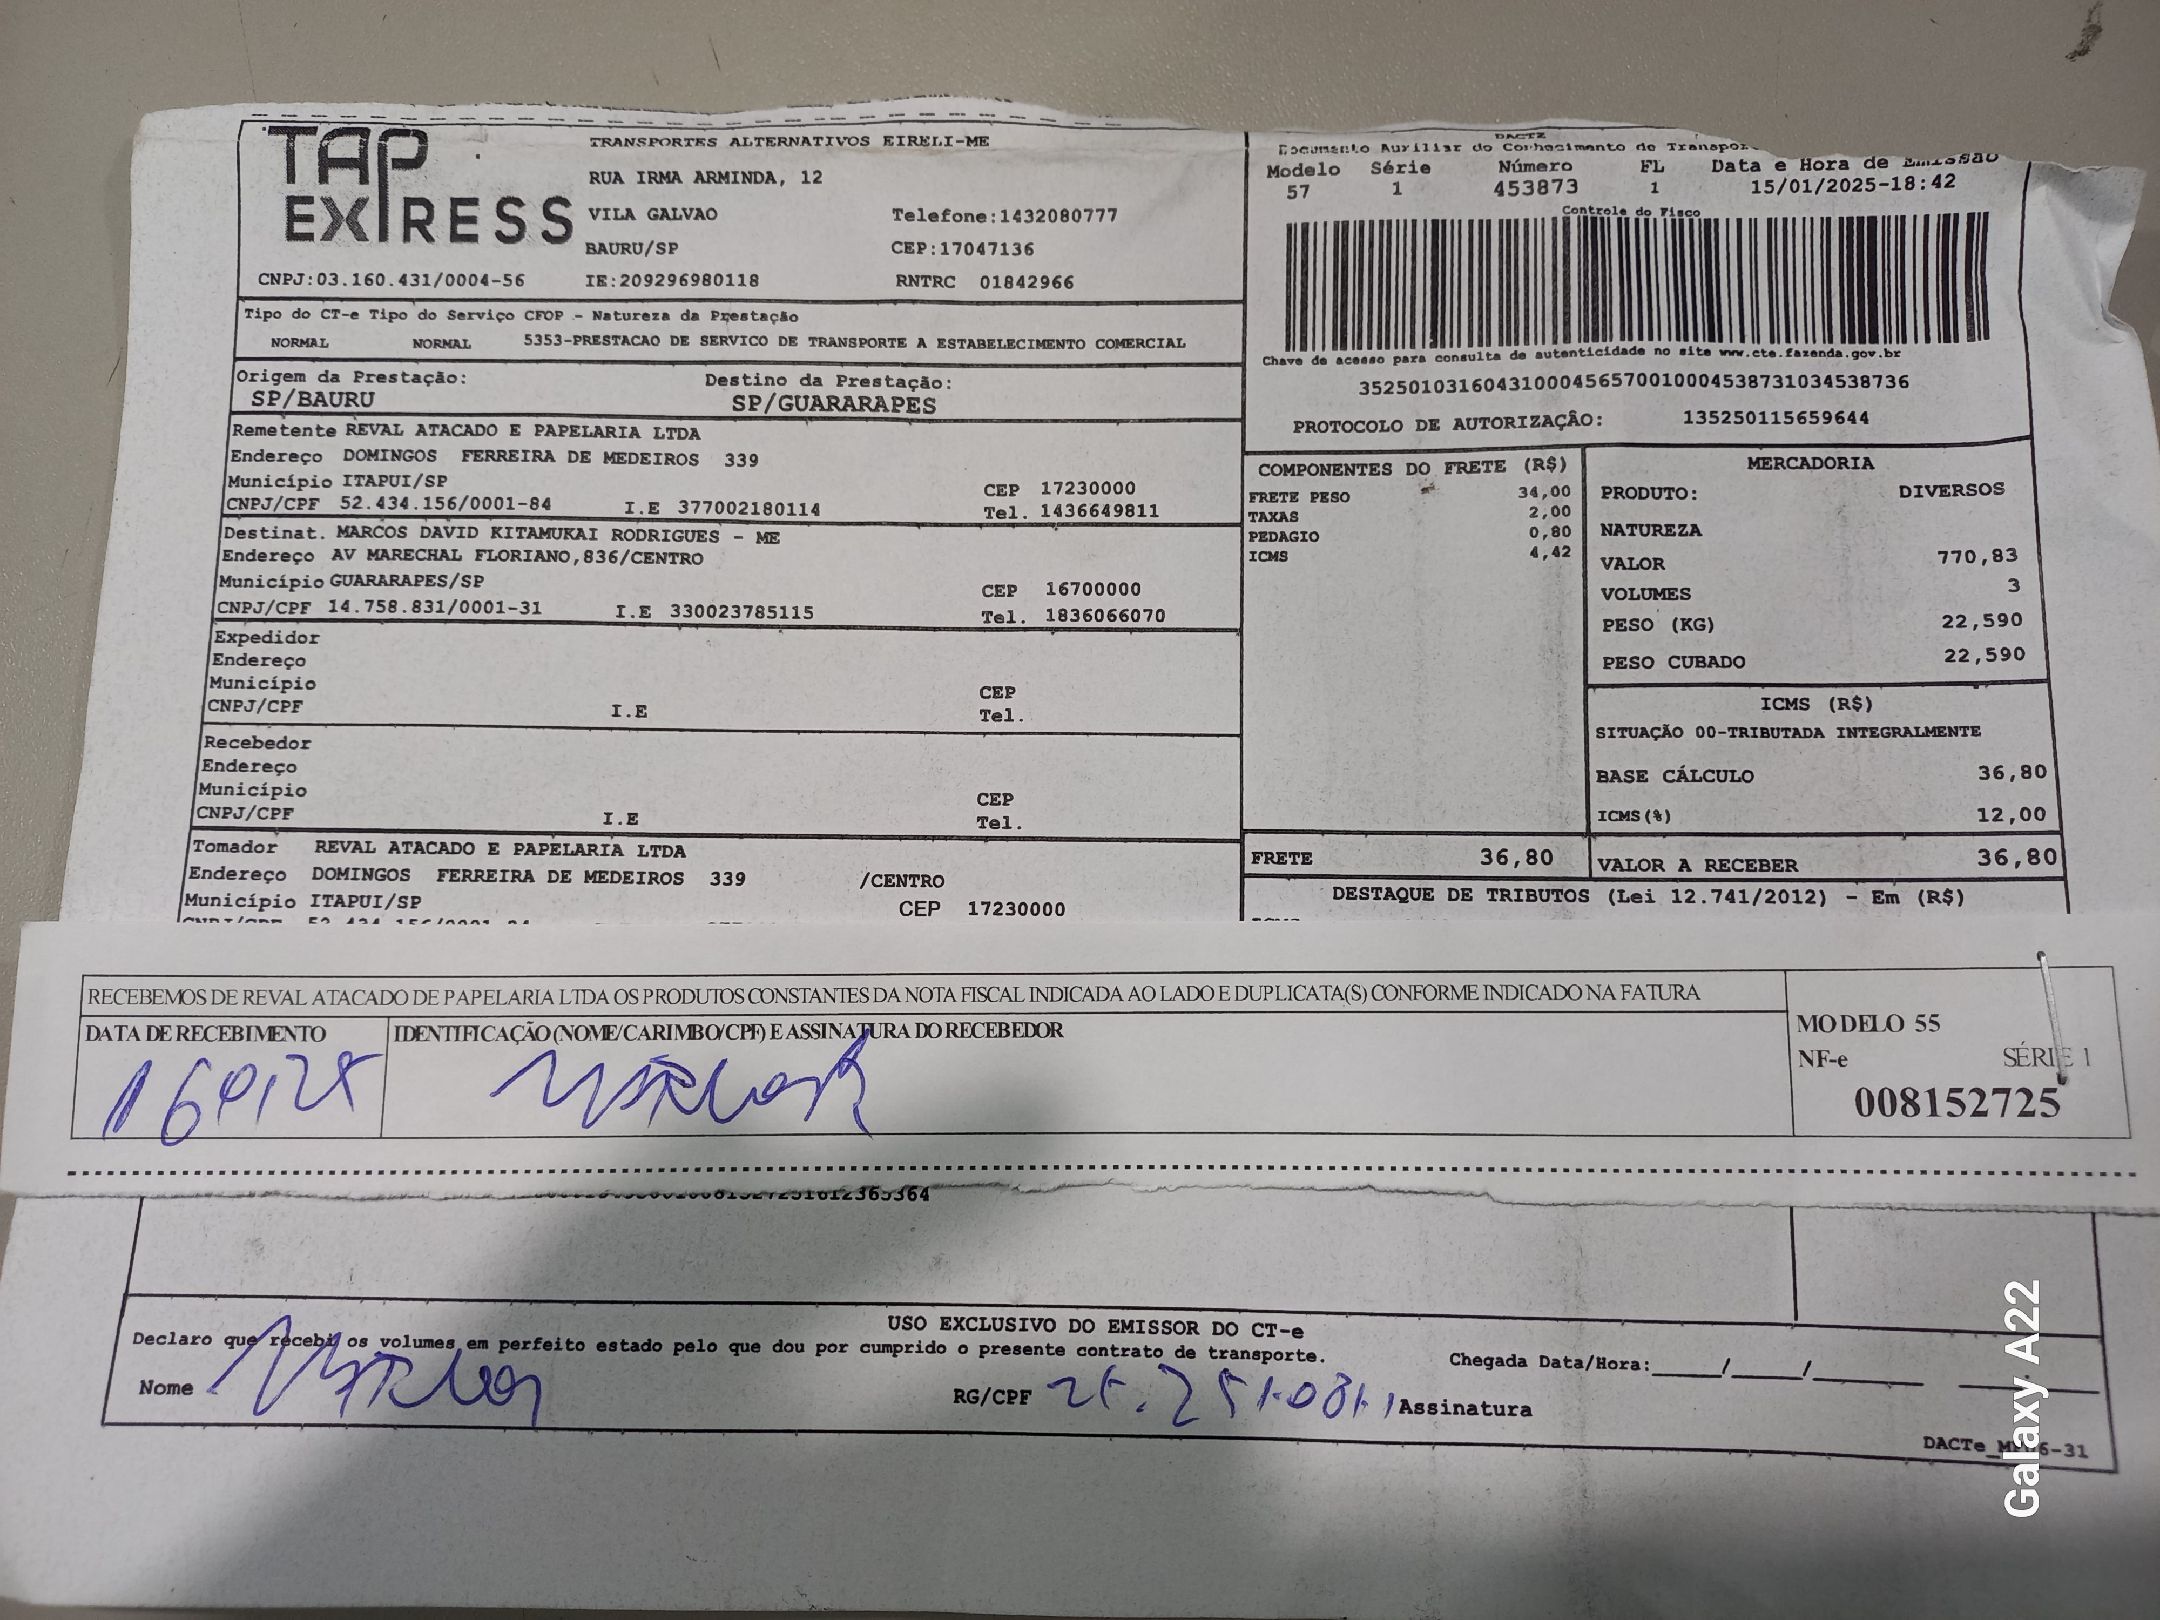 TAP EXPRESS
TRANSPORTES ALTERNATIVOS EIRELI-ME
RUA IRMA ARMINDA, 12
VILA GALVAO Telefone:1432080777
BAURU/SP CEP:17047136
CNPJ:03.160.431/0004-56 IE:209296980118 RNTRC 01842966
Tipo do CT-e Tipo do Serviço CFOP - Natureza da Prestação
NORMAL NORMAL 5353-PRESTACAO DE SERVICO DE TRANSPORTE A ESTABELECIMENTO COMERCIAL
Origem da Prestação: Destino da Prestação:
SP/BAURU SP/GUARARAPES
Remetente REVAL ATACADO E PAPELARIA LTDA
Endereço DOMINGOS FERREIRA DE MEDEIROS 339
Município ITAPUI/SP CEP 17230000
CNPJ/CPF 52.434.156/0001-84 I.E 377002180114 Tel. 1436649811
Destinat. MARCOS DAVID KITAMUKAI RODRIGUES - ME
Endereço AV MARECHAL FLORIANO,836/CENTRO
Município GUARARAPES/SP CEP 16700000
CNPJ/CPF 14.758.831/0001-31 I.E 330023785115 Tel. 1836066070
Expedidor
Endereço
Município CEP
CNPJ/CPF I.E Tel.
Recebedor
Endereço
Município CEP
CNPJ/CPF I.E Tel.
Tomador REVAL ATACADO E PAPELARIA LTDA
Endereço DOMINGOS FERREIRA DE MEDEIROS 339 /CENTRO
Município ITAPUI/SP CEP 17230000
DACTE
Documento Auxiliar do Conhecimento de
Modelo Série Número FL Data e Hora de Emissão
57 1 453873 1 15/01/2025-18:42
Controle do Fisco
Chave de acesso para consulta de autenticidade no site www.cte.fazenda.gov.br
35250103160431000456570010004538731034538736
PROTOCOLO DE AUTORIZAÇÃO: 135250115659644
COMPONENTES DO FRETE (R$)
FRETE PESO 34,00
TAXAS 2,00
PEDAGIO 0,80
ICMS 4,42
MERCADORIA
PRODUTO: DIVERSOS
NATUREZA
VALOR 770,83
VOLUMES 3
PESO (KG) 22,590
PESO CUBADO 22,590
ICMS (R$)
SITUAÇÃO 00-TRIBUTADA INTEGRALMENTE
BASE CÁLCULO 36,80
ICMS(%) 12,00
FRETE 36,80 VALOR A RECEBER 36,80
DESTAQUE DE TRIBUTOS (Lei 12.741/2012) - Em (R$)
RECEBEMOS DE REVAL ATACADO DE PAPELARIA LTDA OS PRODUTOS CONSTANTES DA NOTA FISCAL INDICADA AO LADO E DUPLICATA(S) CONFORME INDICADO NA FATURA
DATA DE RECEBIMENTO IDENTIFICAÇÃO (NOME/CARIMBO/CPF) E ASSINATURA DO RECEBEDOR
MODELO 55
NF-e SÉRIE 1
008152725
USO EXCLUSIVO DO EMISSOR DO CT-e
Declaro que recebi os volumes em perfeito estado pelo que dou por cumprido o presente contrato de transporte.
Chegada Data/Hora:_____/_____/_____
Nome RG/CPF Assinatura
Galaxy A22